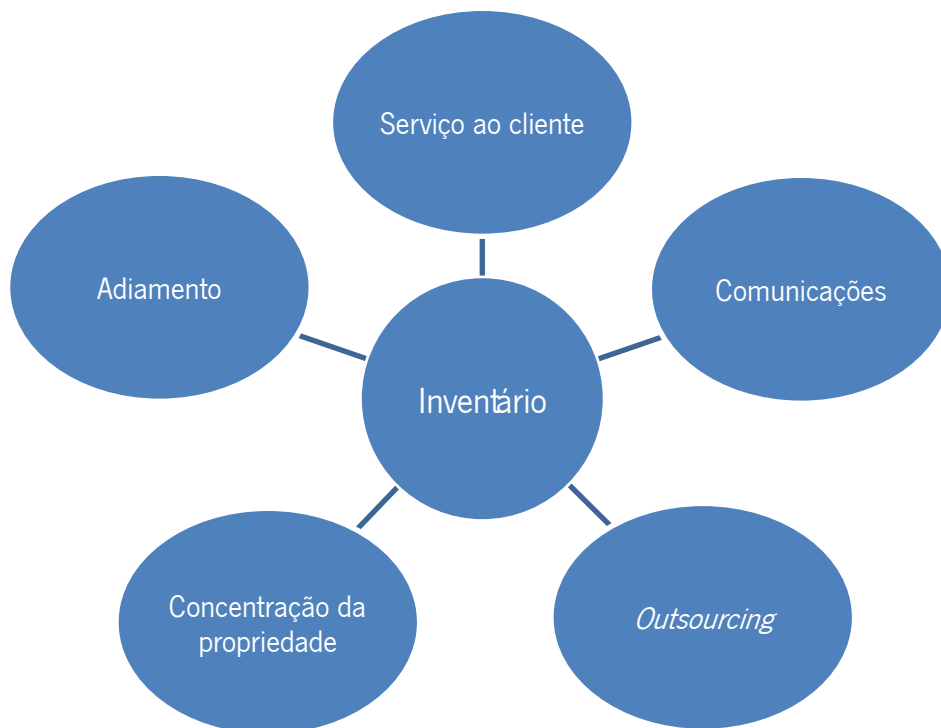 Serviço ao cliente
Adiamento
Comunicações
Inventário
Concentração da
propriedade
Outsourcing